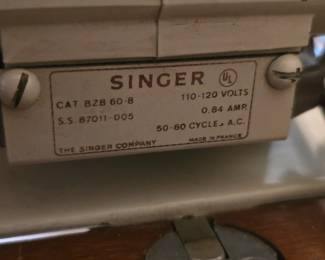 SINGER UL
CAT. BZB 60-8 110-120 VOLTS
S.S. 87011-005 0.84 AMP.
50-60 CYCLE. A.C.
THE SINGER COMPANY MADE IN FRANCE